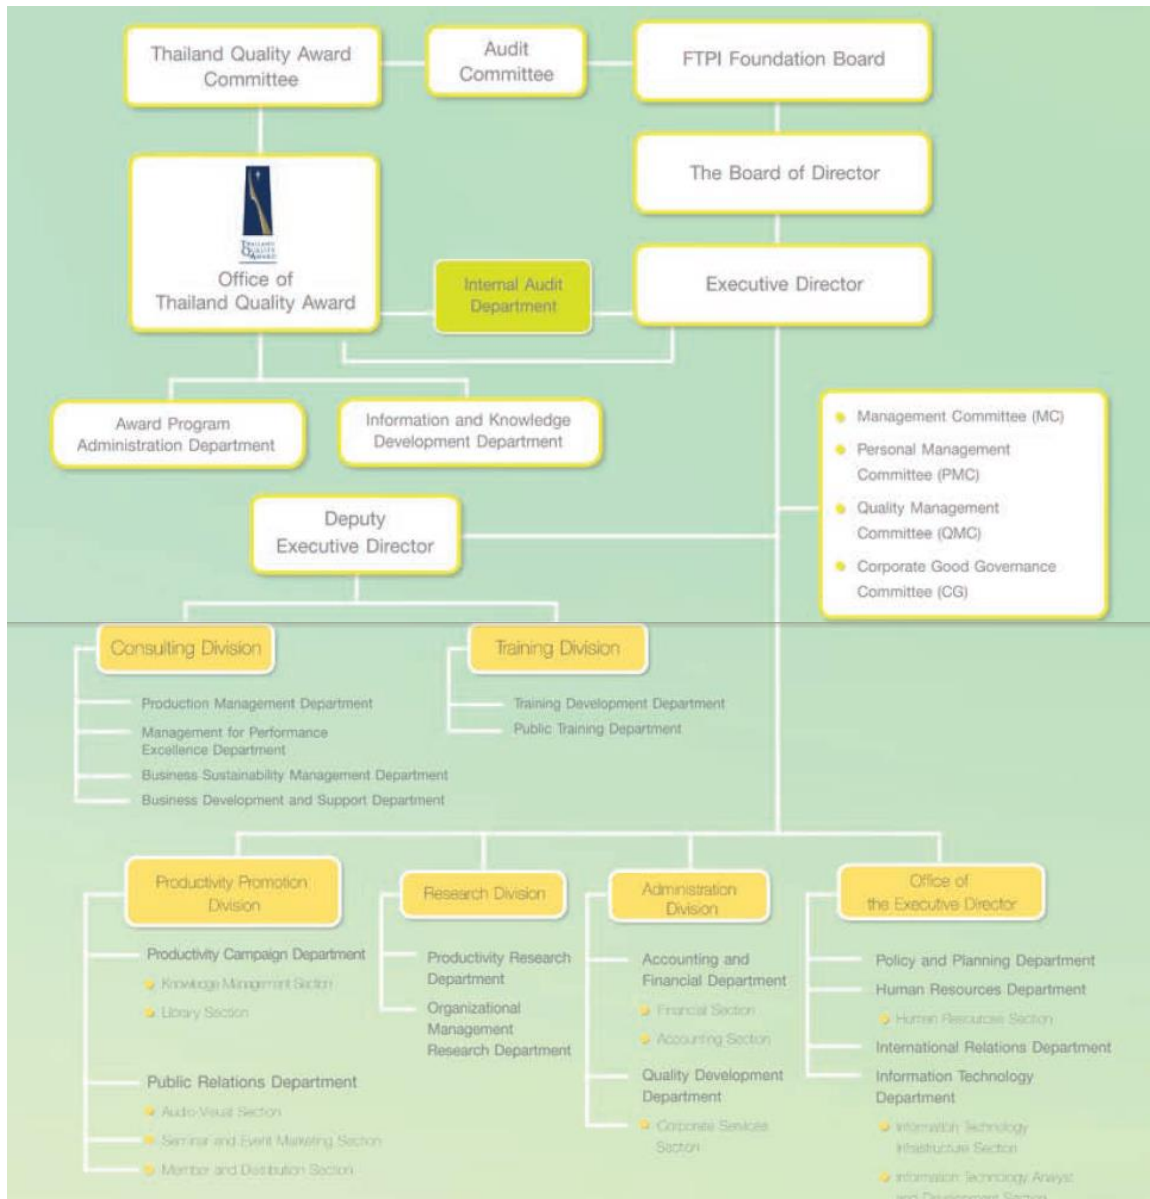 Thailand Quality Award
Committee
Audit
Committee
FTPI Foundation Board
The Board of Director
THAILAND
QUALITY
AWARD
Office of
Thailand Quality Award
Internal Audit
Department
Executive Director
Award Program
Administration Department
Information and Knowledge
Development Department
Management Committee (MC)
Personal Management
Committee (PMC)
Quality Management
Committee (QMC)
Corporate Good Governance
Committee (CG)
Deputy
Executive Director
Consulting Division
Production Management Department
Management for Performance
Excellence Department
Business Sustainability Management Department
Business Development and Support Department
Training Division
Training Development Department
Public Training Department
Productivity Promotion
Division
Productivity Campaign Department
Knowledge Management Section
Library Section
Public Relations Department
Audio-Visual Section
Seminar and Event Marketing Section
Member and Distribution Section
Research Division
Productivity Research
Department
Organizational
Management
Research Department
Administration
Division
Accounting and
Financial Department
Financial Section
Accounting Section
Quality Development
Department
Corporate Services
Section
Office of
the Executive Director
Policy and Planning Department
Human Resources Department
Human Resources Section
International Relations Department
Information Technology
Department
Information Technology
Infrastructure Section
Information Technology Analyst
and Development Section